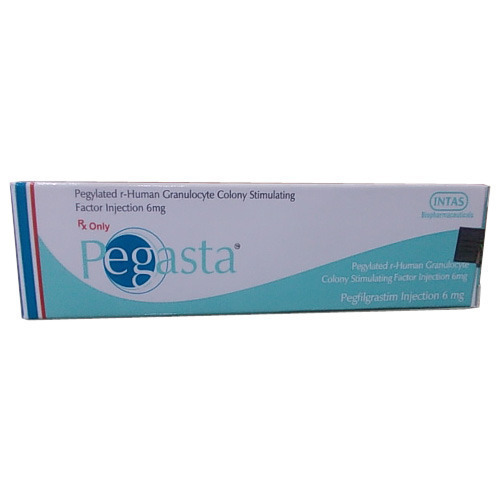 Pegylated r-Human Granulocyte Colony Stimulating
Factor Injection 6mg
Rx Only
Pegasta™
INTAS
Biopharmaceuticals
Pegylated r-Human Granulocyte
Colony Stimulating Factor Injection 6mg
Pegfilgrastim Injection 6 mg